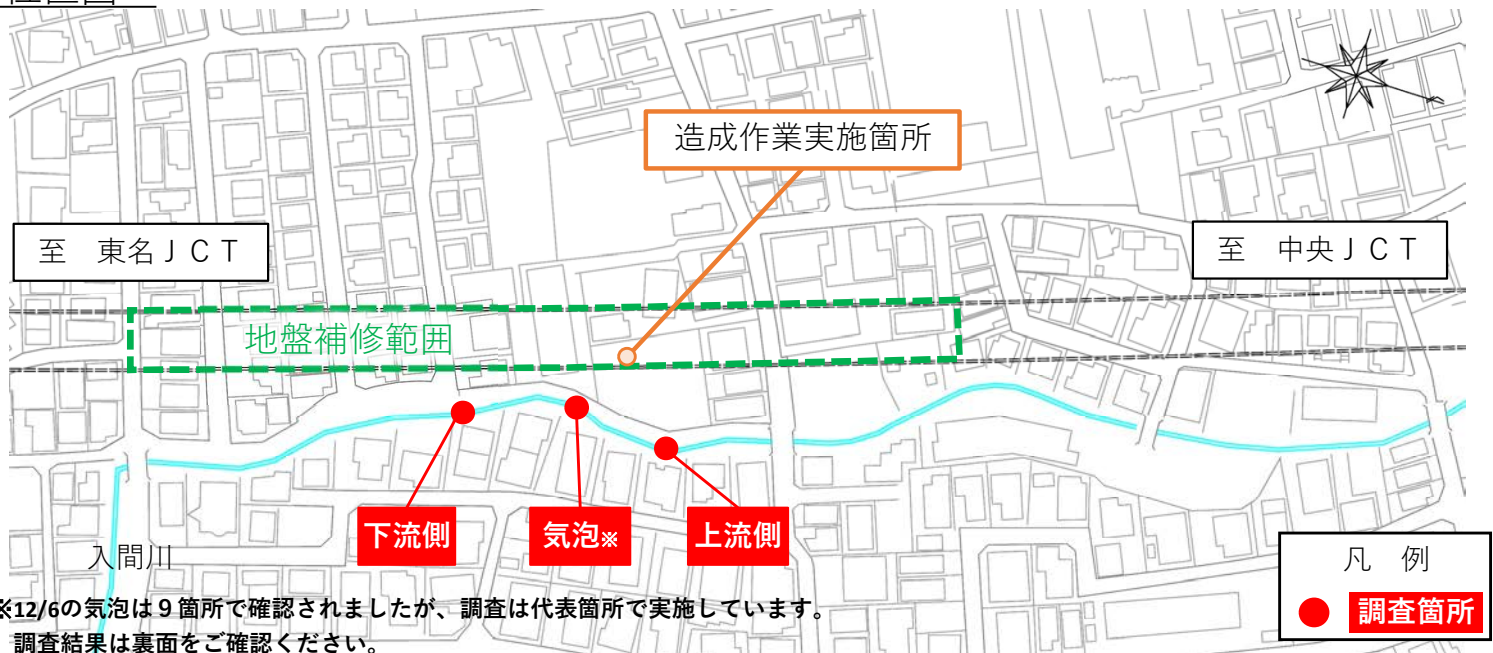 造成作業実施箇所
至　東名ＪＣＴ
至　中央ＪＣＴ
地盤補修範囲
下流側
気泡※
上流側
入間川
凡　例
調査箇所
※12/6の気泡は９箇所で確認されましたが、調査は代表箇所で実施しています。
調査結果は裏面をご確認ください。